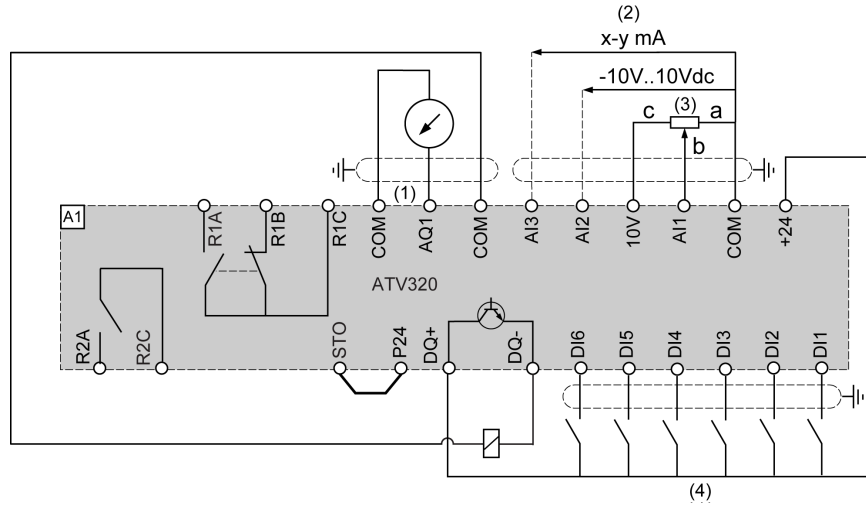 (2)
x-y mA
-10V..10Vdc
c (3) a
b
(1)
A1
R1A R1B R1C COM AQ1 COM AI3 AI2 10V AI1 COM +24
ATV320
R2A R2C STO P24 DQ+ DQ- DI6 DI5 DI4 DI3 DI2 DI1
(4)